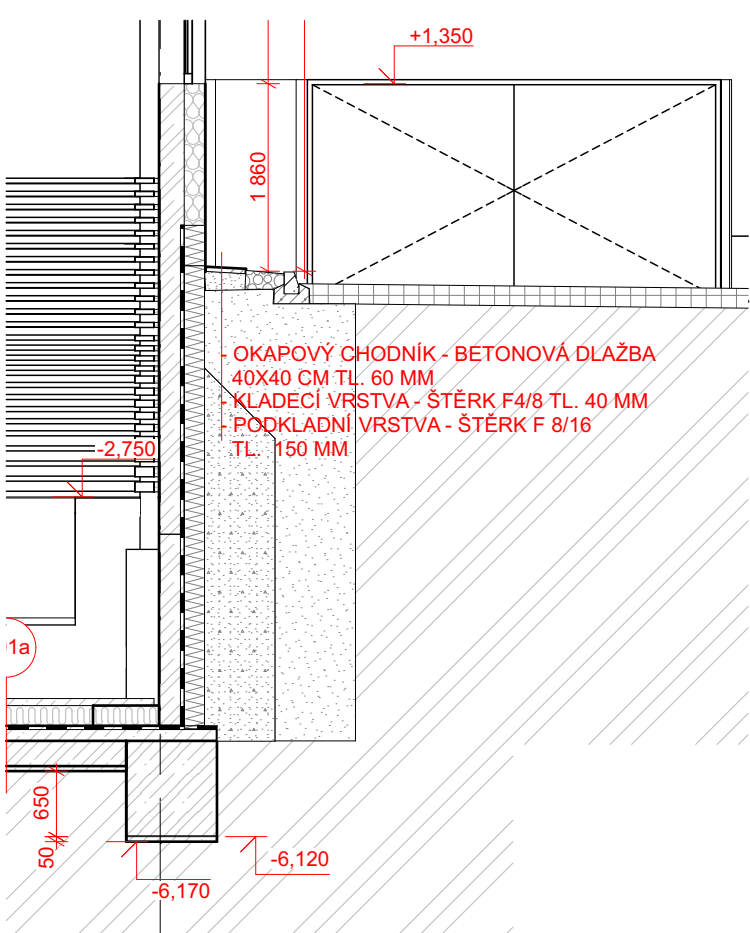 +1,350
1 860
- OKAPOVÝ CHODNÍK - BETONOVÁ DLAŽBA
40X40 CM TL. 60 MM
- KLADECÍ VRSTVA - ŠTĚRK F4/8 TL. 40 MM
- PODKLADNÍ VRSTVA - ŠTĚRK F 8/16
TL. 150 MM
-2,750
1a
650
50
-6,120
-6,170